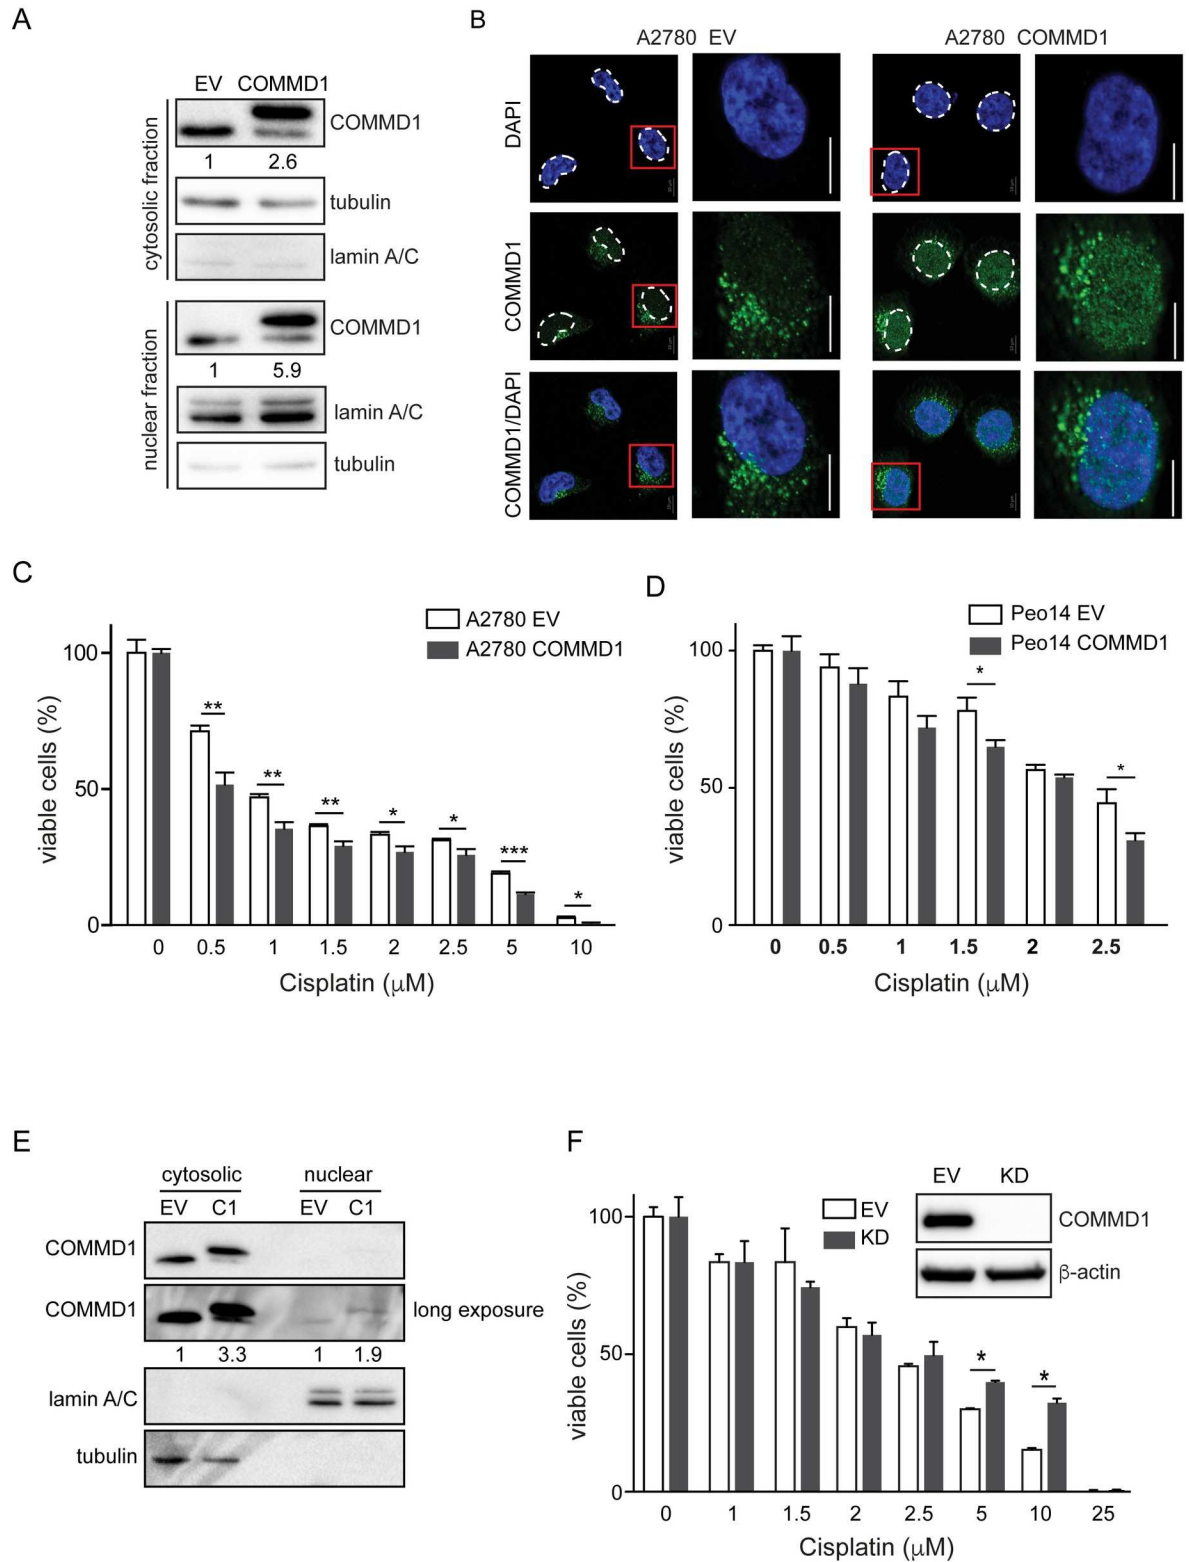 A
EV COMMD1
cytosolic fraction
COMMD1
1 2.6
tubulin
lamin A/C
nuclear fraction
COMMD1
1 5.9
lamin A/C
tubulin
B
A2780 EV
A2780 COMMD1
DAPI
COMMD1
COMMD1/DAPI
C
A2780 EV
A2780 COMMD1
viable cells (%)
100
50
0
** ** ** * * *** *
0 0.5 1 1.5 2 2.5 5 10
Cisplatin (μM)
D
Peo14 EV
Peo14 COMMD1
viable cells (%)
100
50
0
* *
0 0.5 1 1.5 2 2.5
Cisplatin (μM)
E
cytosolic nuclear
EV C1 EV C1
COMMD1
COMMD1 long exposure
1 3.3 1 1.9
lamin A/C
tubulin
F
EV
KD
EV KD
COMMD1
β-actin
viable cells (%)
100
50
0
* *
0 1 1.5 2 2.5 5 10 25
Cisplatin (μM)